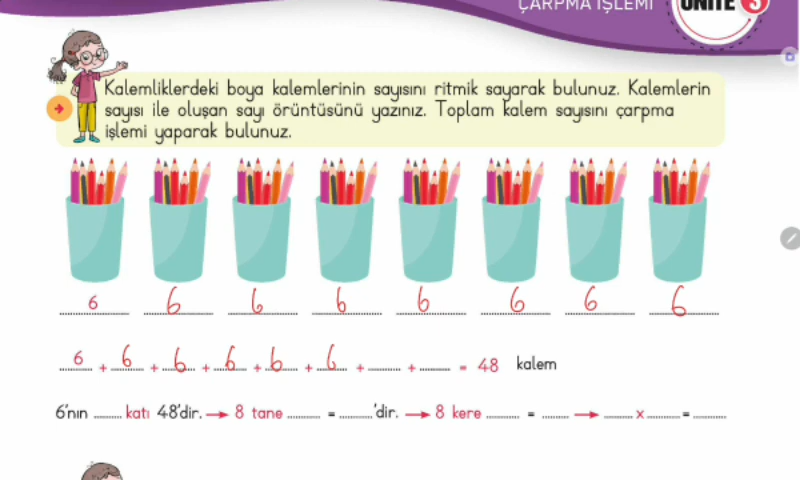 ÇARPMA İŞLEMİ
ÜNİTE 3
Kalemliklerdeki boya kalemlerinin sayısını ritmik sayarak bulunuz. Kalemlerin
sayısı ile oluşan sayı örüntüsünü yazınız. Toplam kalem sayısını çarpma
işlemi yaparak bulunuz.
6 6 6 6 6 6 6 6
6 + 6 + 6 + 6 + 6 + 6 + ........ + ........ = 48 kalem
6'nın ........ katı 48'dir. → 8 tane ......... = .........'dir. → 8 kere ......... = ........ → ........ x ......... = .........